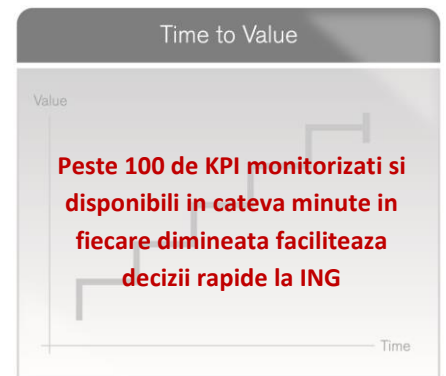 Time to Value
Value
Peste 100 de KPI monitorizati si
disponibili in cateva minute in
fiecare dimineata faciliteaza
decizii rapide la ING
Time